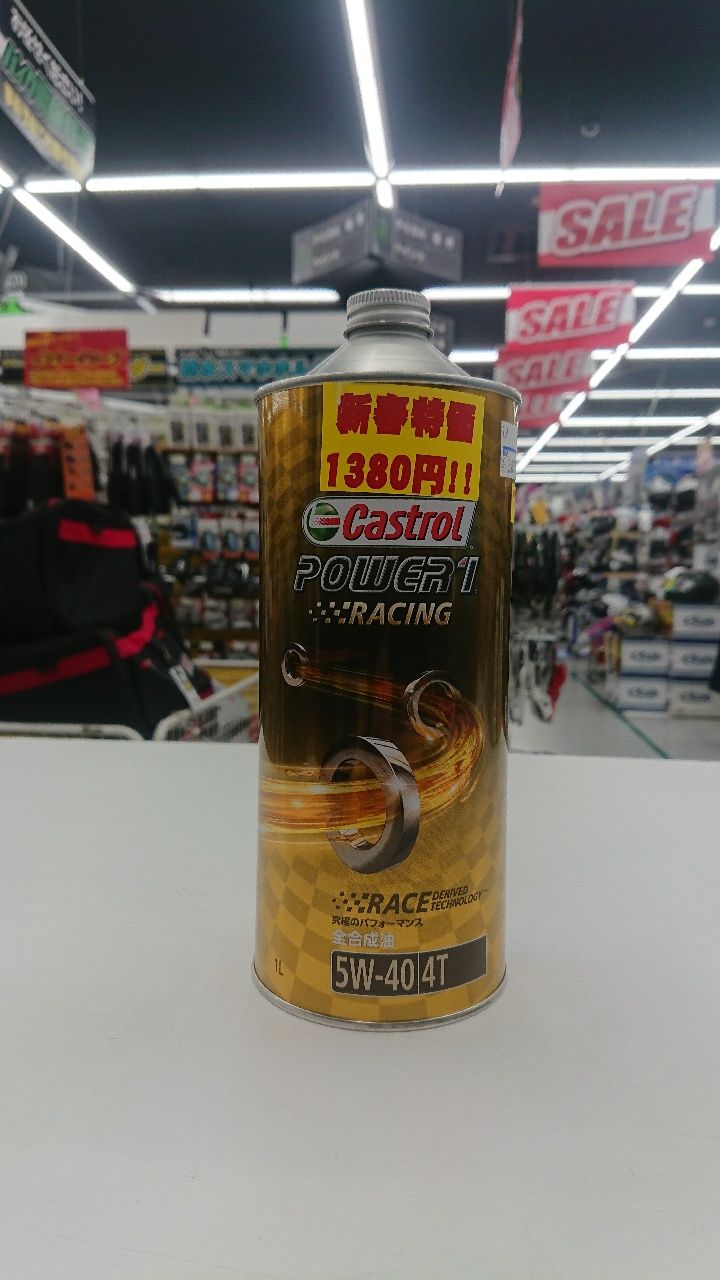 SALE
SALE
SALE
新春特価
1380円!!
Castrol
POWER1
RACING
RACE DERIVED TECHNOLOGY
究極のパフォーマンス
全合成油
1L
5W-40 4T